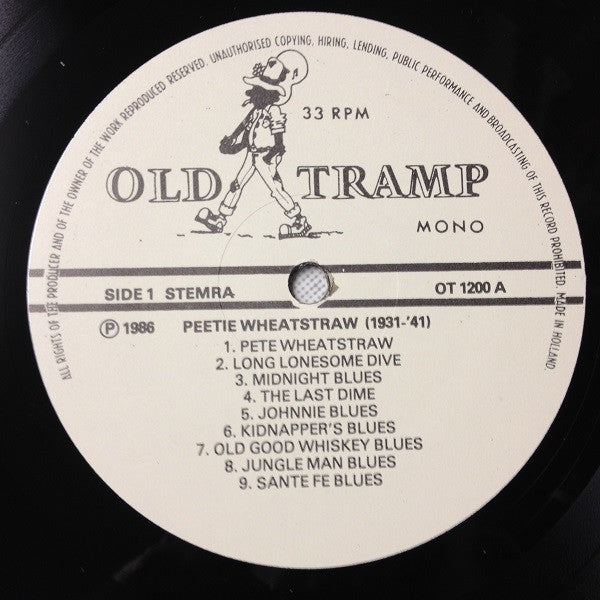 ALL RIGHTS OF THE PRODUCER AND OF THE OWNER OF THE WORK REPRODUCED RESERVED. UNAUTHORISED COPYING, HIRING, LENDING, PUBLIC PERFORMANCE AND BROADCASTING OF THIS RECORD PROHIBITED. MADE IN HOLLAND.
33 RPM
OLD TRAMP
MONO
SIDE 1 STEMRA OT 1200 A
℗ 1986 PEETIE WHEATSTRAW (1931-'41)
1. PETE WHEATSTRAW
2. LONG LONESOME DIVE
3. MIDNIGHT BLUES
4. THE LAST DIME
5. JOHNNIE BLUES
6. KIDNAPPER'S BLUES
7. OLD GOOD WHISKEY BLUES
8. JUNGLE MAN BLUES
9. SANTE FE BLUES